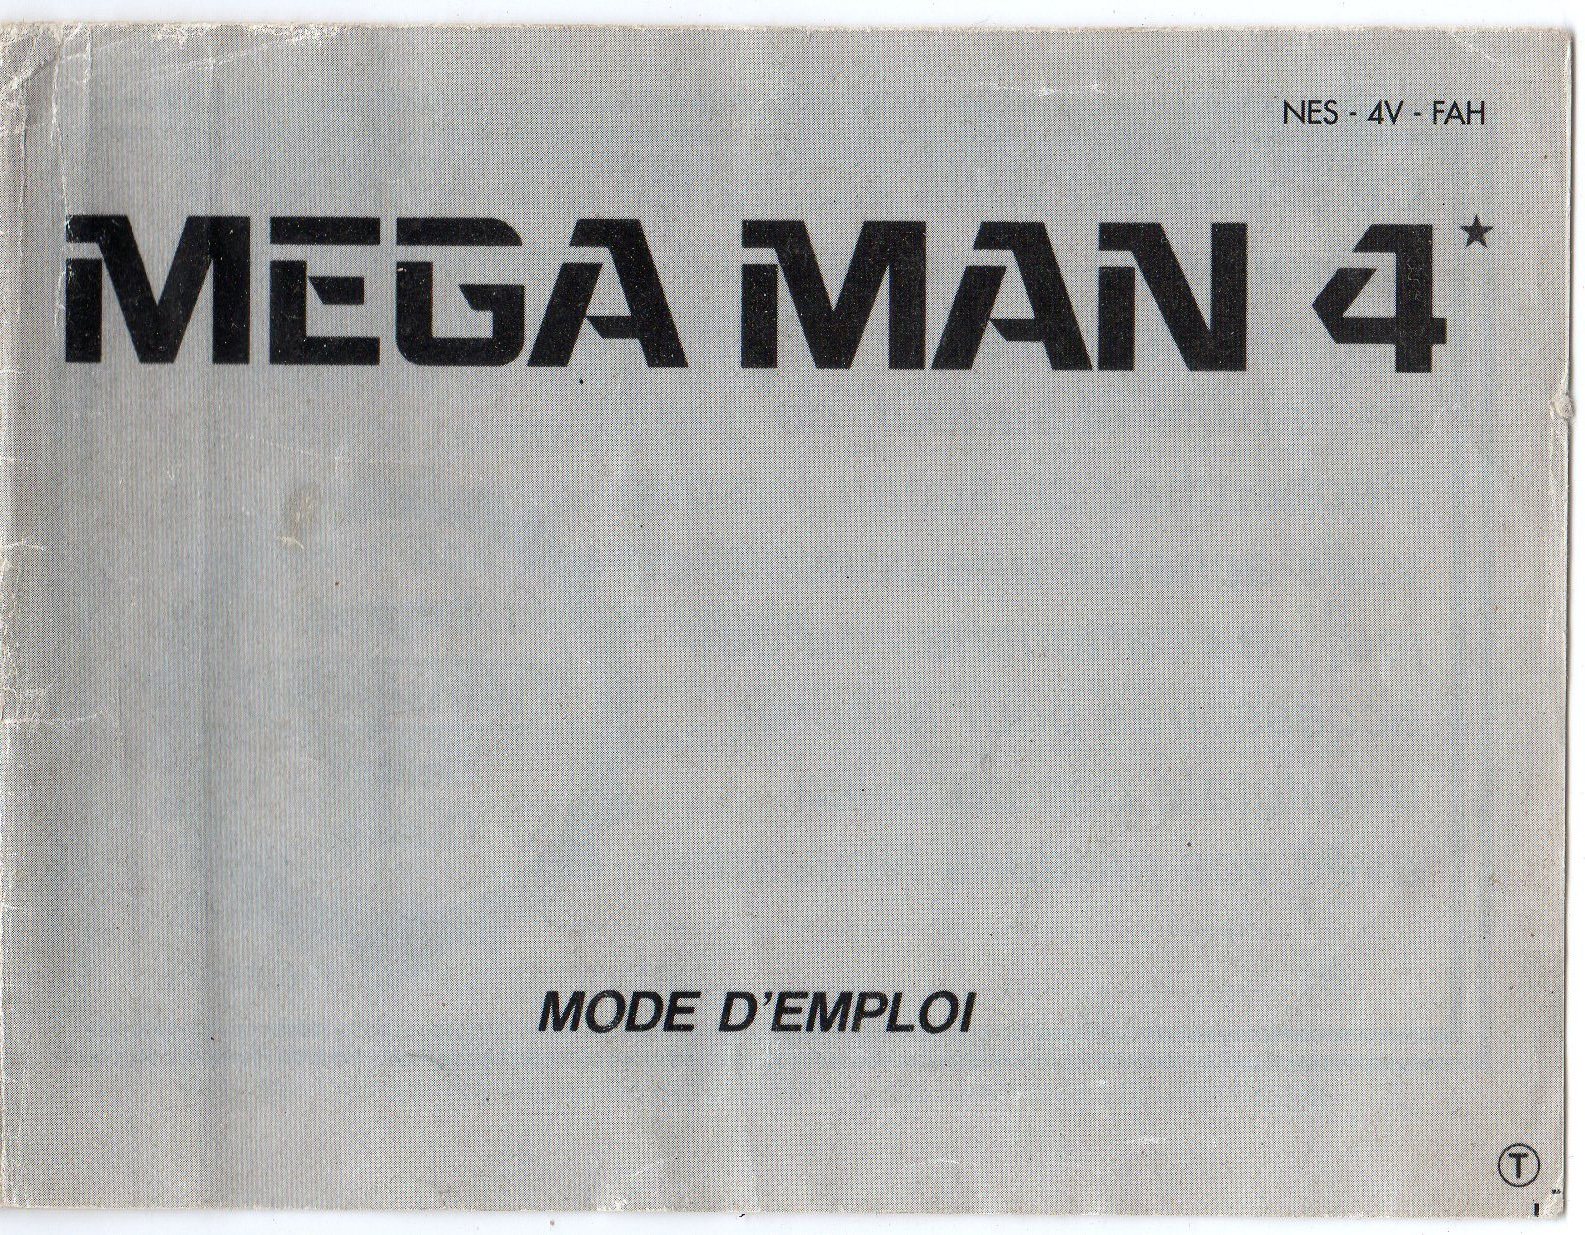 NES - 4V - FAH
MEGA MAN 4★
MODE D'EMPLOI
T